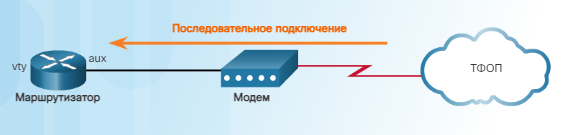 Последовательное подключение
vty
aux
ТФОП
Маршрутизатор
Модем